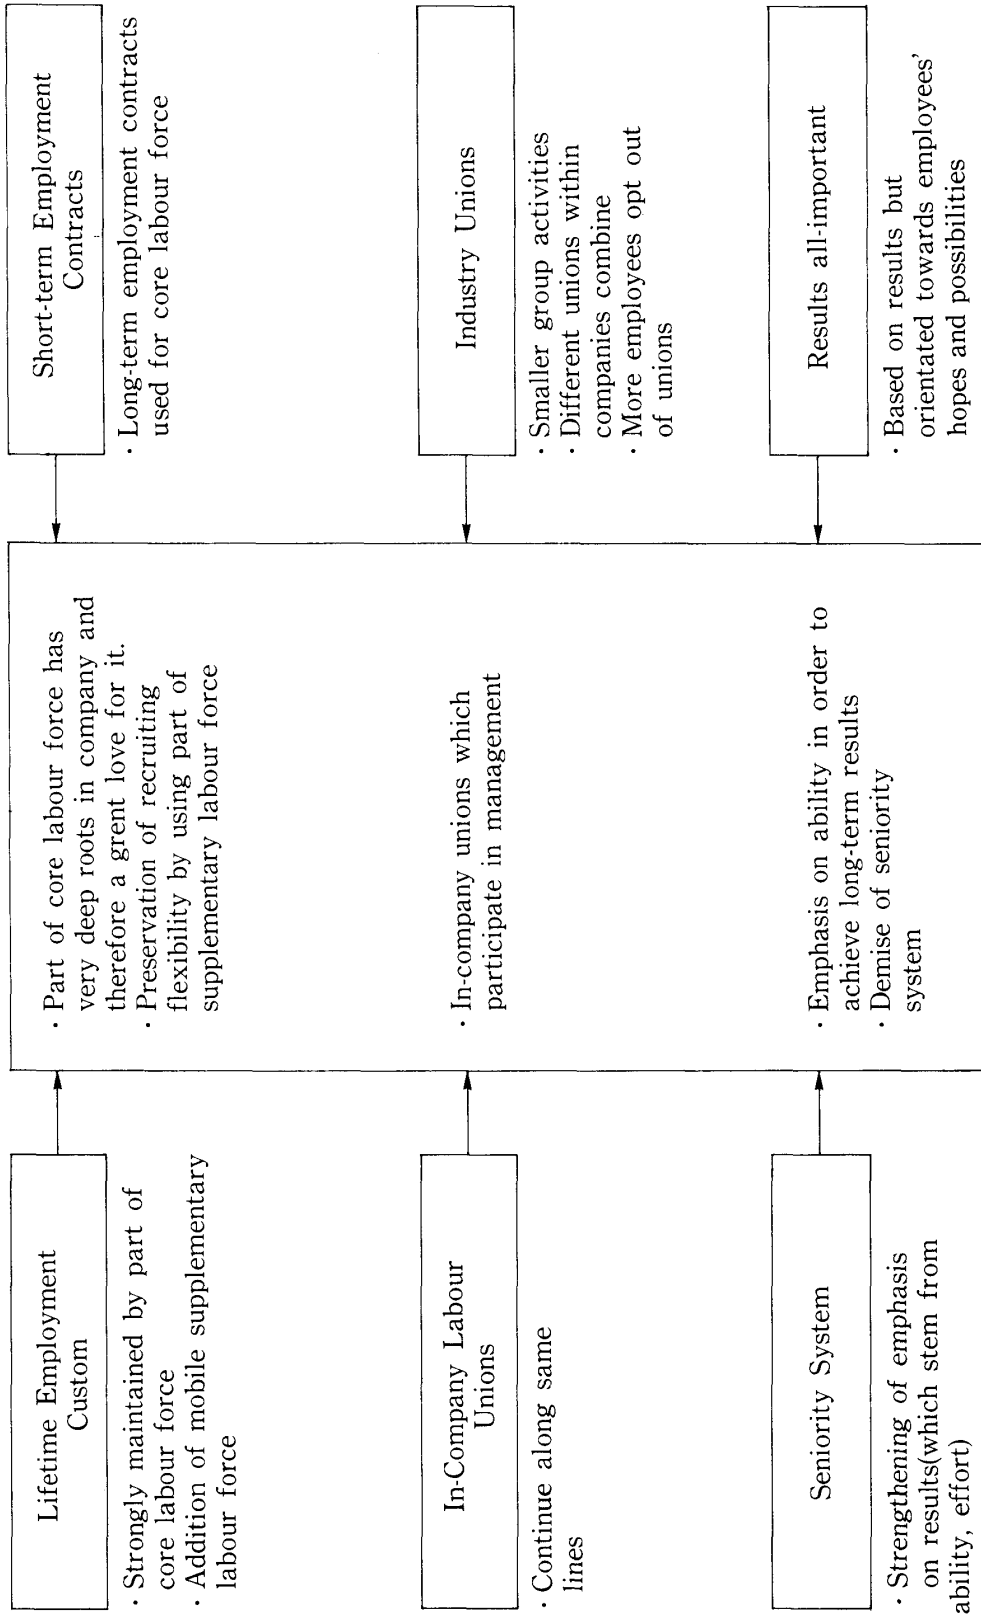 Lifetime Employment
Custom
· Strongly maintained by part of
core labour force
· Addition of mobile supplementary
labour force
In-Company Labour
Unions
· Continue along same
lines
Seniority System
· Strengthening of emphasis
on results(which stem from
ability, effort)
· Part of core labour force has
very deep roots in company and
therefore a grent love for it.
· Preservation of recruiting
flexibility by using part of
supplementary labour force
· In-company unions which
participate in management
· Emphasis on ability in order to
achieve long-term results
· Demise of seniority
system
Short-term Employment
Contracts
· Long-term employment contracts
used for core labour force
Industry Unions
· Smaller group activities
· Different unions within
companies combine
· More employees opt out
of unions
Results all-important
· Based on results but
orientated towards employees'
hopes and possibilities